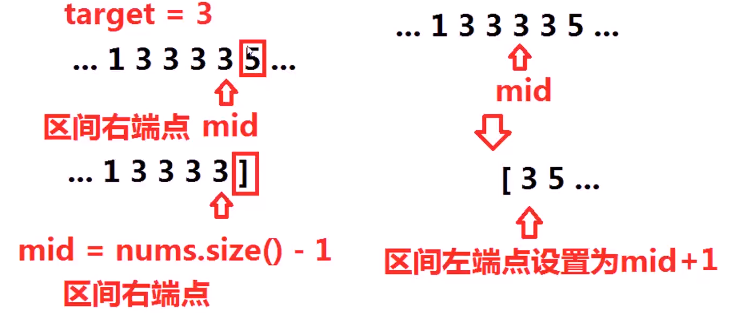 target = 3
... 1 3 3 3 3 5 ...
区间右端点 mid
... 1 3 3 3 3 ]
mid = nums.size() - 1
区间右端点
... 1 3 3 3 3 5 ...
mid
[ 3 5 ...
区间左端点设置为mid+1